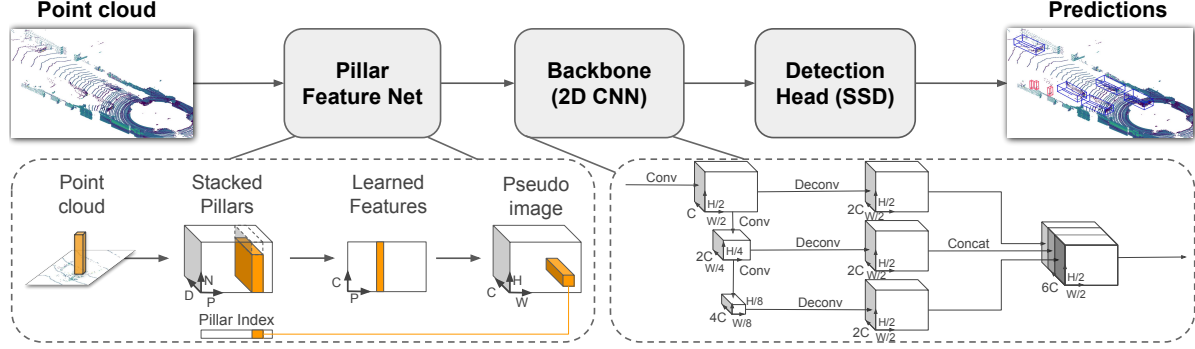 Point cloud
Predictions
Pillar
Feature Net
Backbone
(2D CNN)
Detection
Head (SSD)
Point
cloud
Stacked
Pillars
Learned
Features
Pseudo
image
N
D
P
C
P
H
C
W
Pillar Index
Conv
C
H/2
W/2
Deconv
2C
H/2
W/2
Conv
2C
H/4
W/4
Deconv
2C
H/2
W/2
Concat
Conv
4C
H/8
W/8
Deconv
2C
H/2
W/2
6C
H/2
W/2